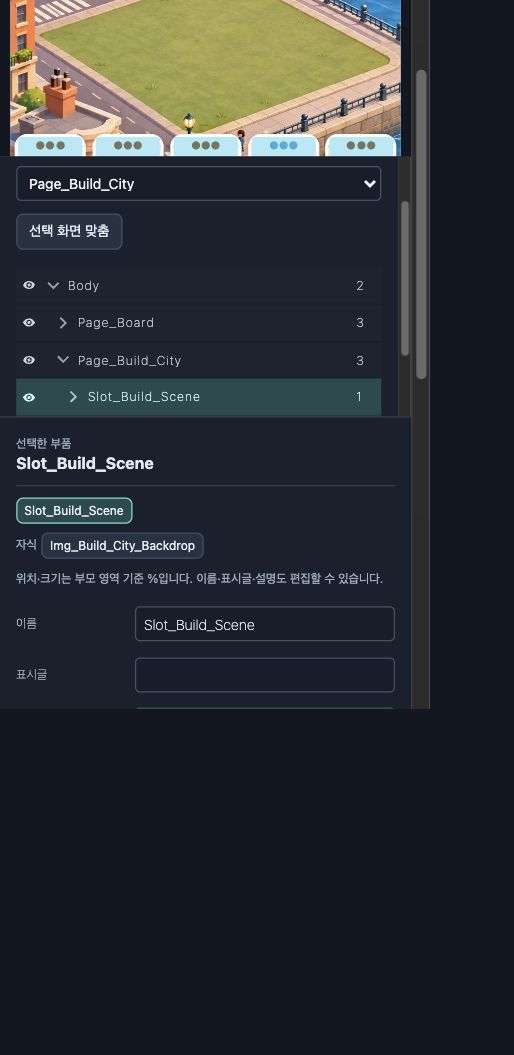 Page_Build_City
선택 화면 맞춤
Body 2
Page_Board 3
Page_Build_City 3
Slot_Build_Scene 1
선택한 부품
Slot_Build_Scene
Slot_Build_Scene
자식 Img_Build_City_Backdrop
위치·크기는 부모 영역 기준 %입니다. 이름·표시글·설명도 편집할 수 있습니다.
이름 Slot_Build_Scene
표시글